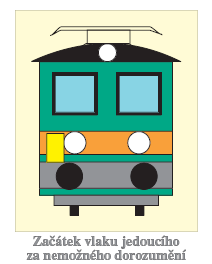 Začátek vlaku jedoucího
za nemožného dorozumění